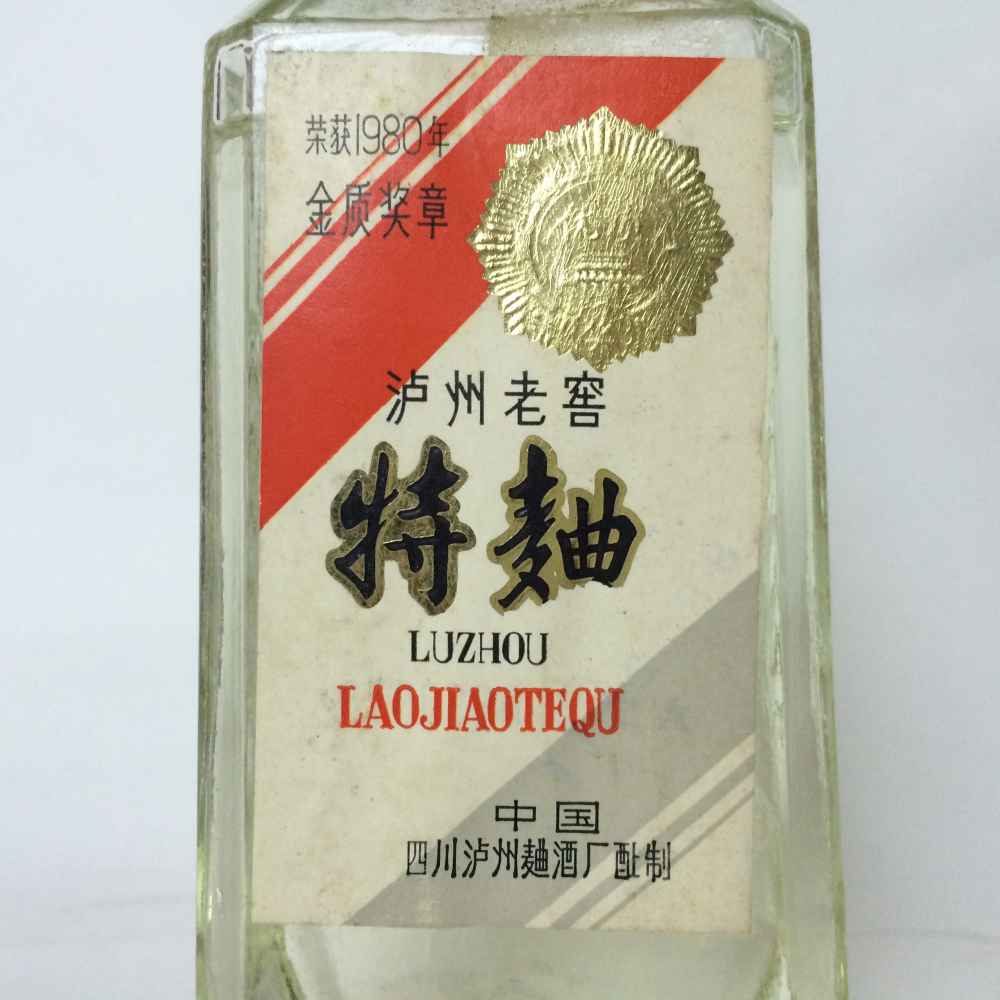 荣获1980年
金质奖章
泸州老窖
特麯
LUZHOU
LAOJIAOTEQU
中国
四川泸州麯酒厂酕制